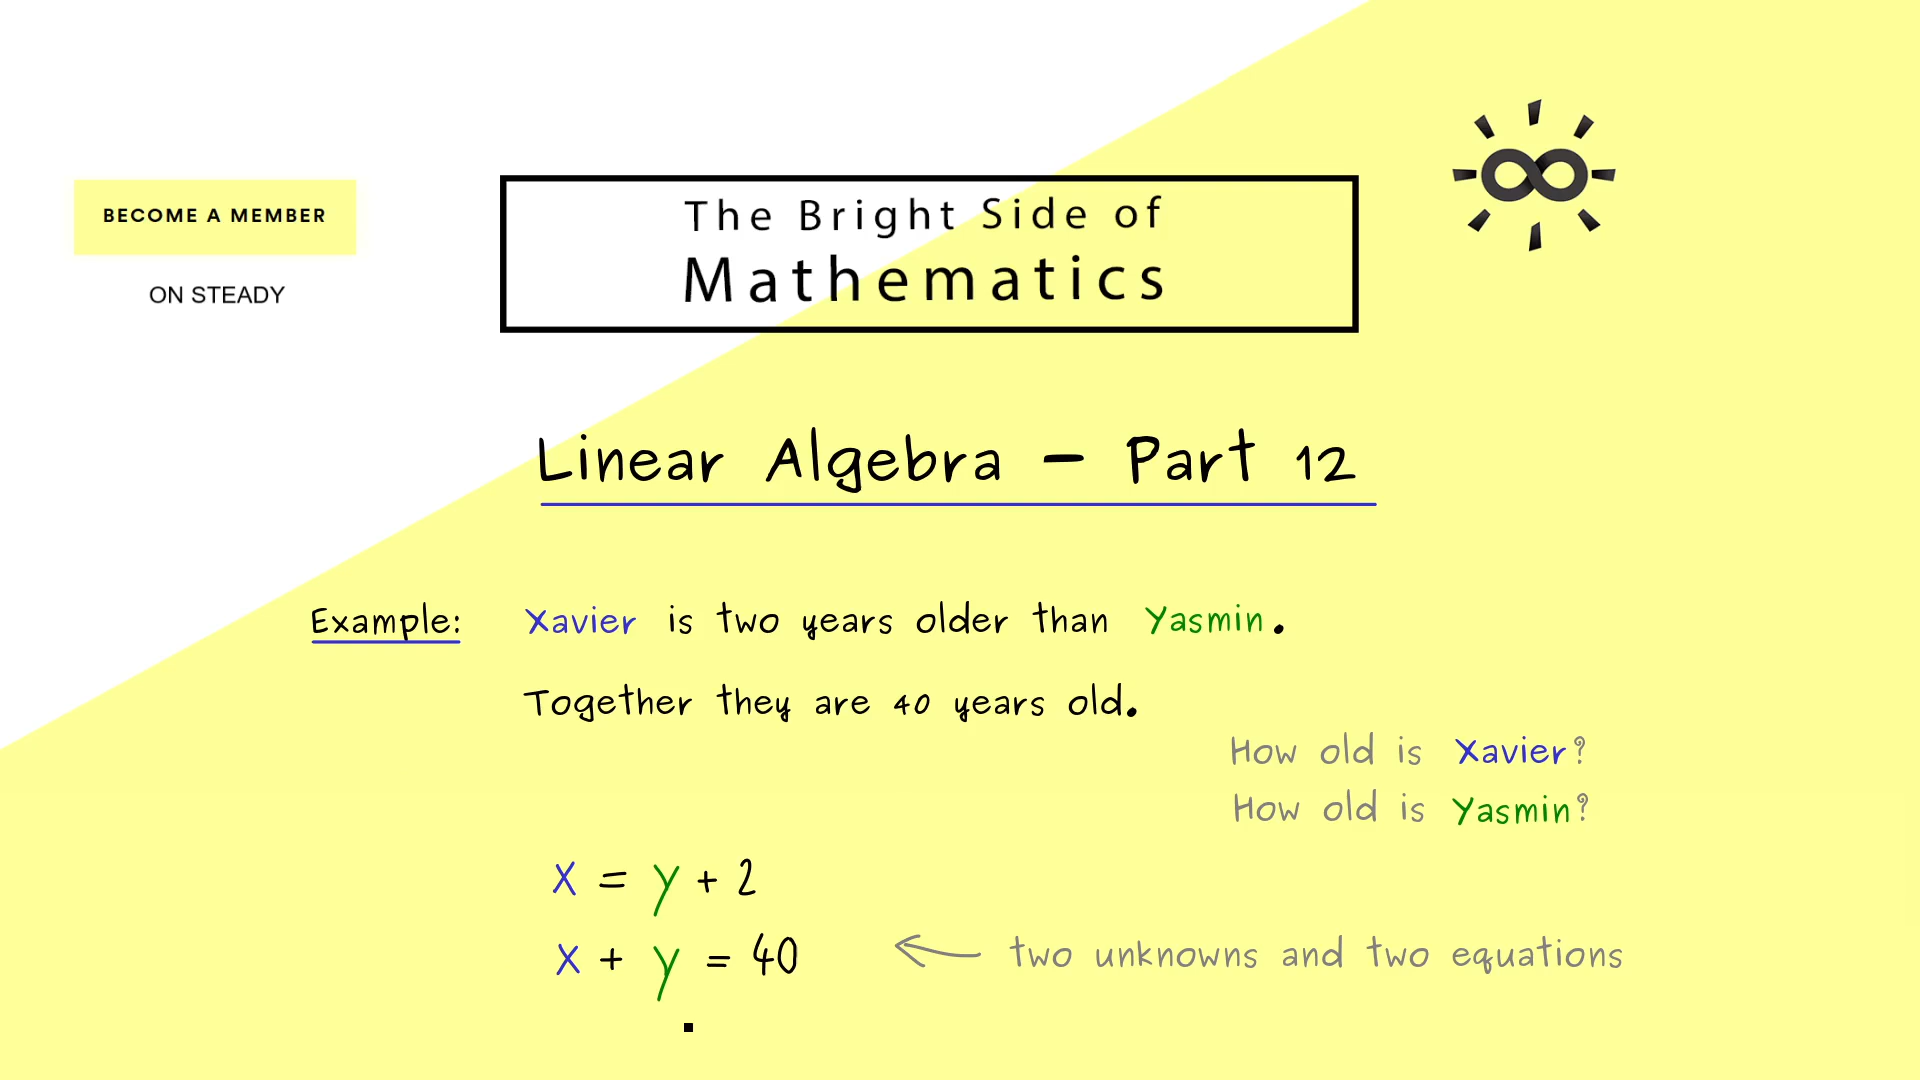 BECOME A MEMBER
ON STEADY
The Bright Side of
Mathematics
Linear Algebra – Part 12
Example: Xavier is two years older than Yasmin.
Together they are 40 years old.
How old is Xavier?
How old is Yasmin?
x = y + 2
x + y = 40 ← two unknowns and two equations